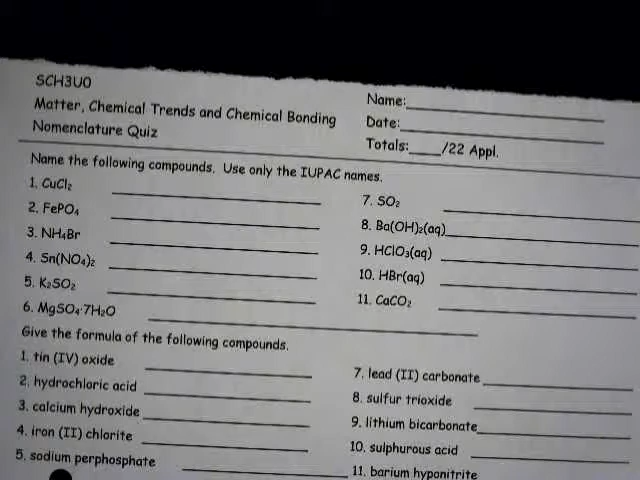 SCH3U0
Matter, Chemical Trends and Chemical Bonding
Nomenclature Quiz
Name:
Date:
Totals:____/22 Appl.
Name the following compounds. Use only the IUPAC names.
1. CuCl₂
2. FePO₄
3. NH₄Br
4. Sn(NO₄)₂
5. K₂SO₂
6. MgSO₄·7H₂O
7. SO₂
8. Ba(OH)₂(aq)
9. HClO₃(aq)
10. HBr(aq)
11. CaCO₂
Give the formula of the following compounds.
1. tin (IV) oxide
2. hydrochloric acid
3. calcium hydroxide
4. iron (II) chlorite
5. sodium perphosphate
7. lead (II) carbonate
8. sulfur trioxide
9. lithium bicarbonate
10. sulphurous acid
11. barium hyponitrite